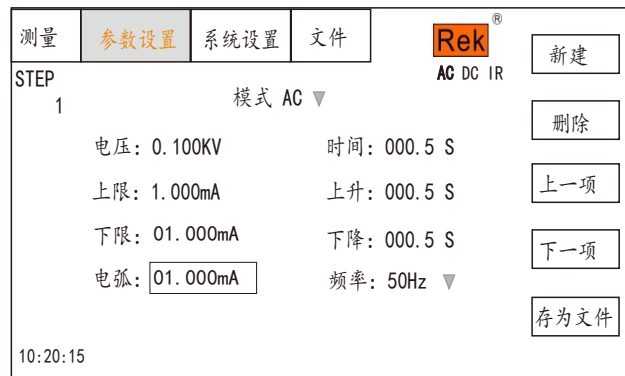 测量 参数设置 系统设置 文件 Rek®
新建
AC DC IR
STEP
1
模式 AC ▼
删除
电压: 0.100KV 时间: 000.5 S
上一项
上限: 1.000mA 上升: 000.5 S
下限: 01.000mA 下降: 000.5 S
下一项
电弧: 01.000mA 频率: 50Hz ▼
存为文件
10:20:15